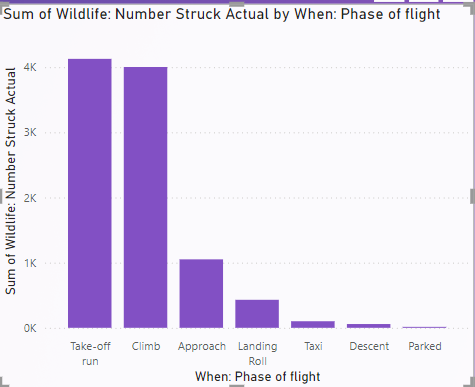 Sum of Wildlife: Number Struck Actual by When: Phase of flight
Sum of Wildlife: Number Struck Actual
4K
3K
2K
1K
0K
Take-off
run
Climb
Approach
Landing
Roll
Taxi
Descent
Parked
When: Phase of flight